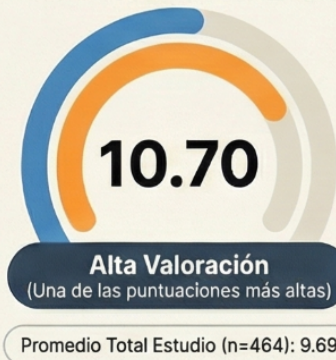 10.70
Alta Valoración
(Una de las puntuaciones más altas)
Promedio Total Estudio (n=464): 9.69